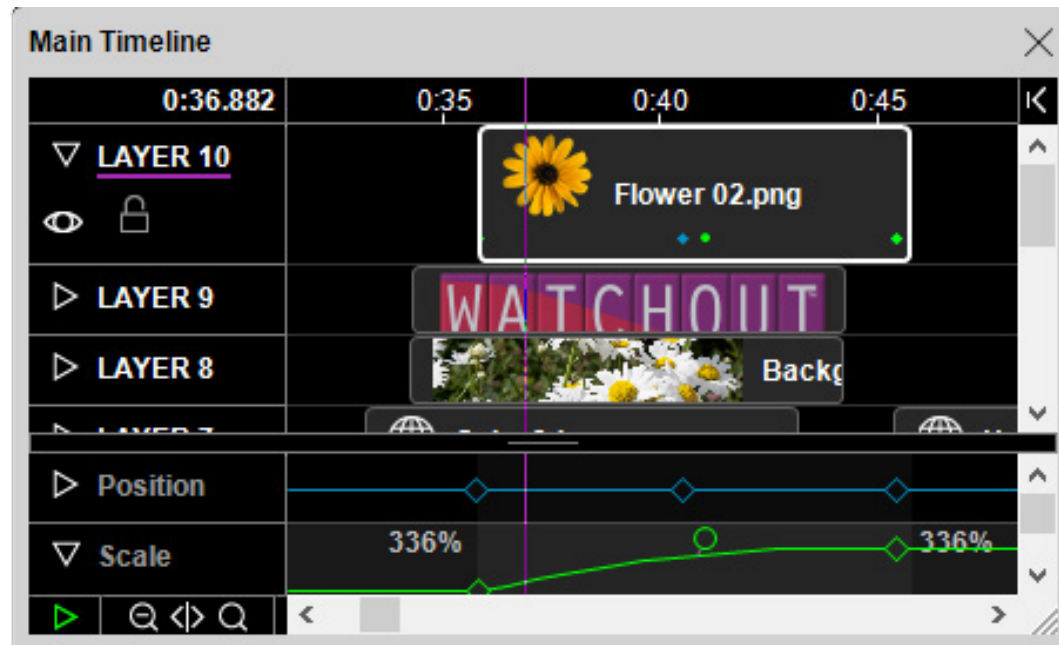 Main Timeline
0:36.882 0:35 0:40 0:45
LAYER 10
Flower 02.png
LAYER 9 WATCHOUT
LAYER 8 Backg
Position
336% 336%
Scale